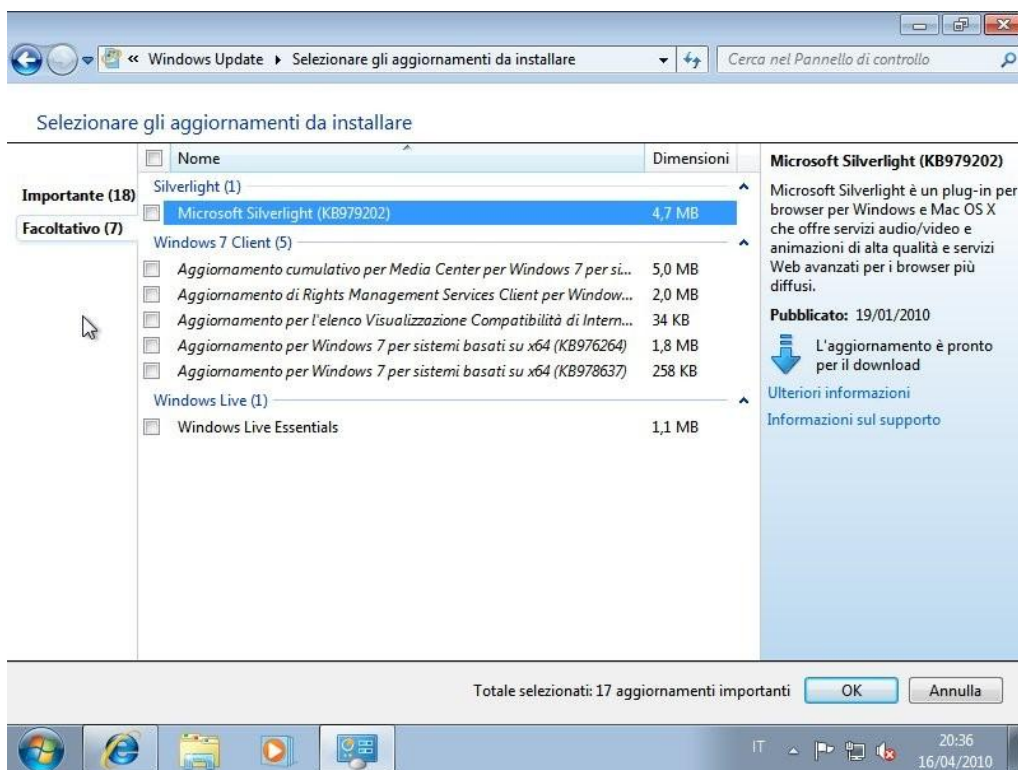 « Windows Update ▸ Selezionare gli aggiornamenti da installare
Cerca nel Pannello di controllo
Selezionare gli aggiornamenti da installare
Importante (18)
Facoltativo (7)
Nome Dimensioni
Silverlight (1)
Microsoft Silverlight (KB979202) 4,7 MB
Windows 7 Client (5)
Aggiornamento cumulativo per Media Center per Windows 7 per si... 5,0 MB
Aggiornamento di Rights Management Services Client per Window... 2,0 MB
Aggiornamento per l'elenco Visualizzazione Compatibilità di Intern... 34 KB
Aggiornamento per Windows 7 per sistemi basati su x64 (KB976264) 1,8 MB
Aggiornamento per Windows 7 per sistemi basati su x64 (KB978637) 258 KB
Windows Live (1)
Windows Live Essentials 1,1 MB
Microsoft Silverlight (KB979202)
Microsoft Silverlight è un plug-in per
browser per Windows e Mac OS X
che offre servizi audio/video e
animazioni di alta qualità e servizi
Web avanzati per i browser più
diffusi.
Pubblicato: 19/01/2010
L'aggiornamento è pronto
per il download
Ulteriori informazioni
Informazioni sul supporto
Totale selezionati: 17 aggiornamenti importanti OK Annulla
IT 20:36
16/04/2010